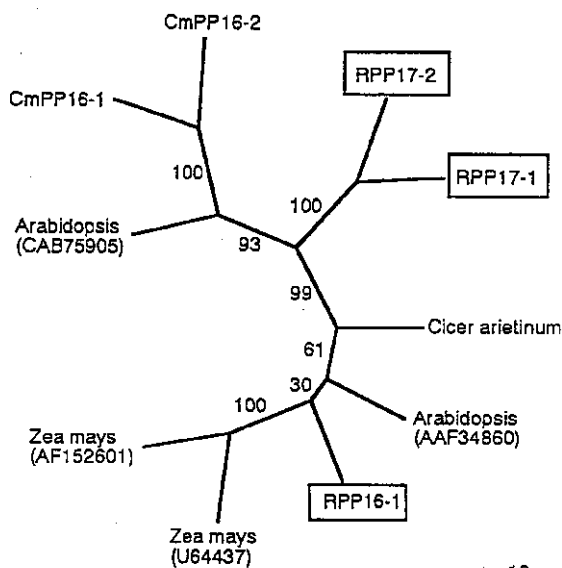 CmPP16-2
RPP17-2
CmPP16-1
RPP17-1
100
100
Arabidopsis
(CAB75905)
93
99
Cicer arietinum
61
30
100
Arabidopsis
(AAF34860)
Zea mays
(AF152601)
RPP16-1
Zea mays
(U64437)